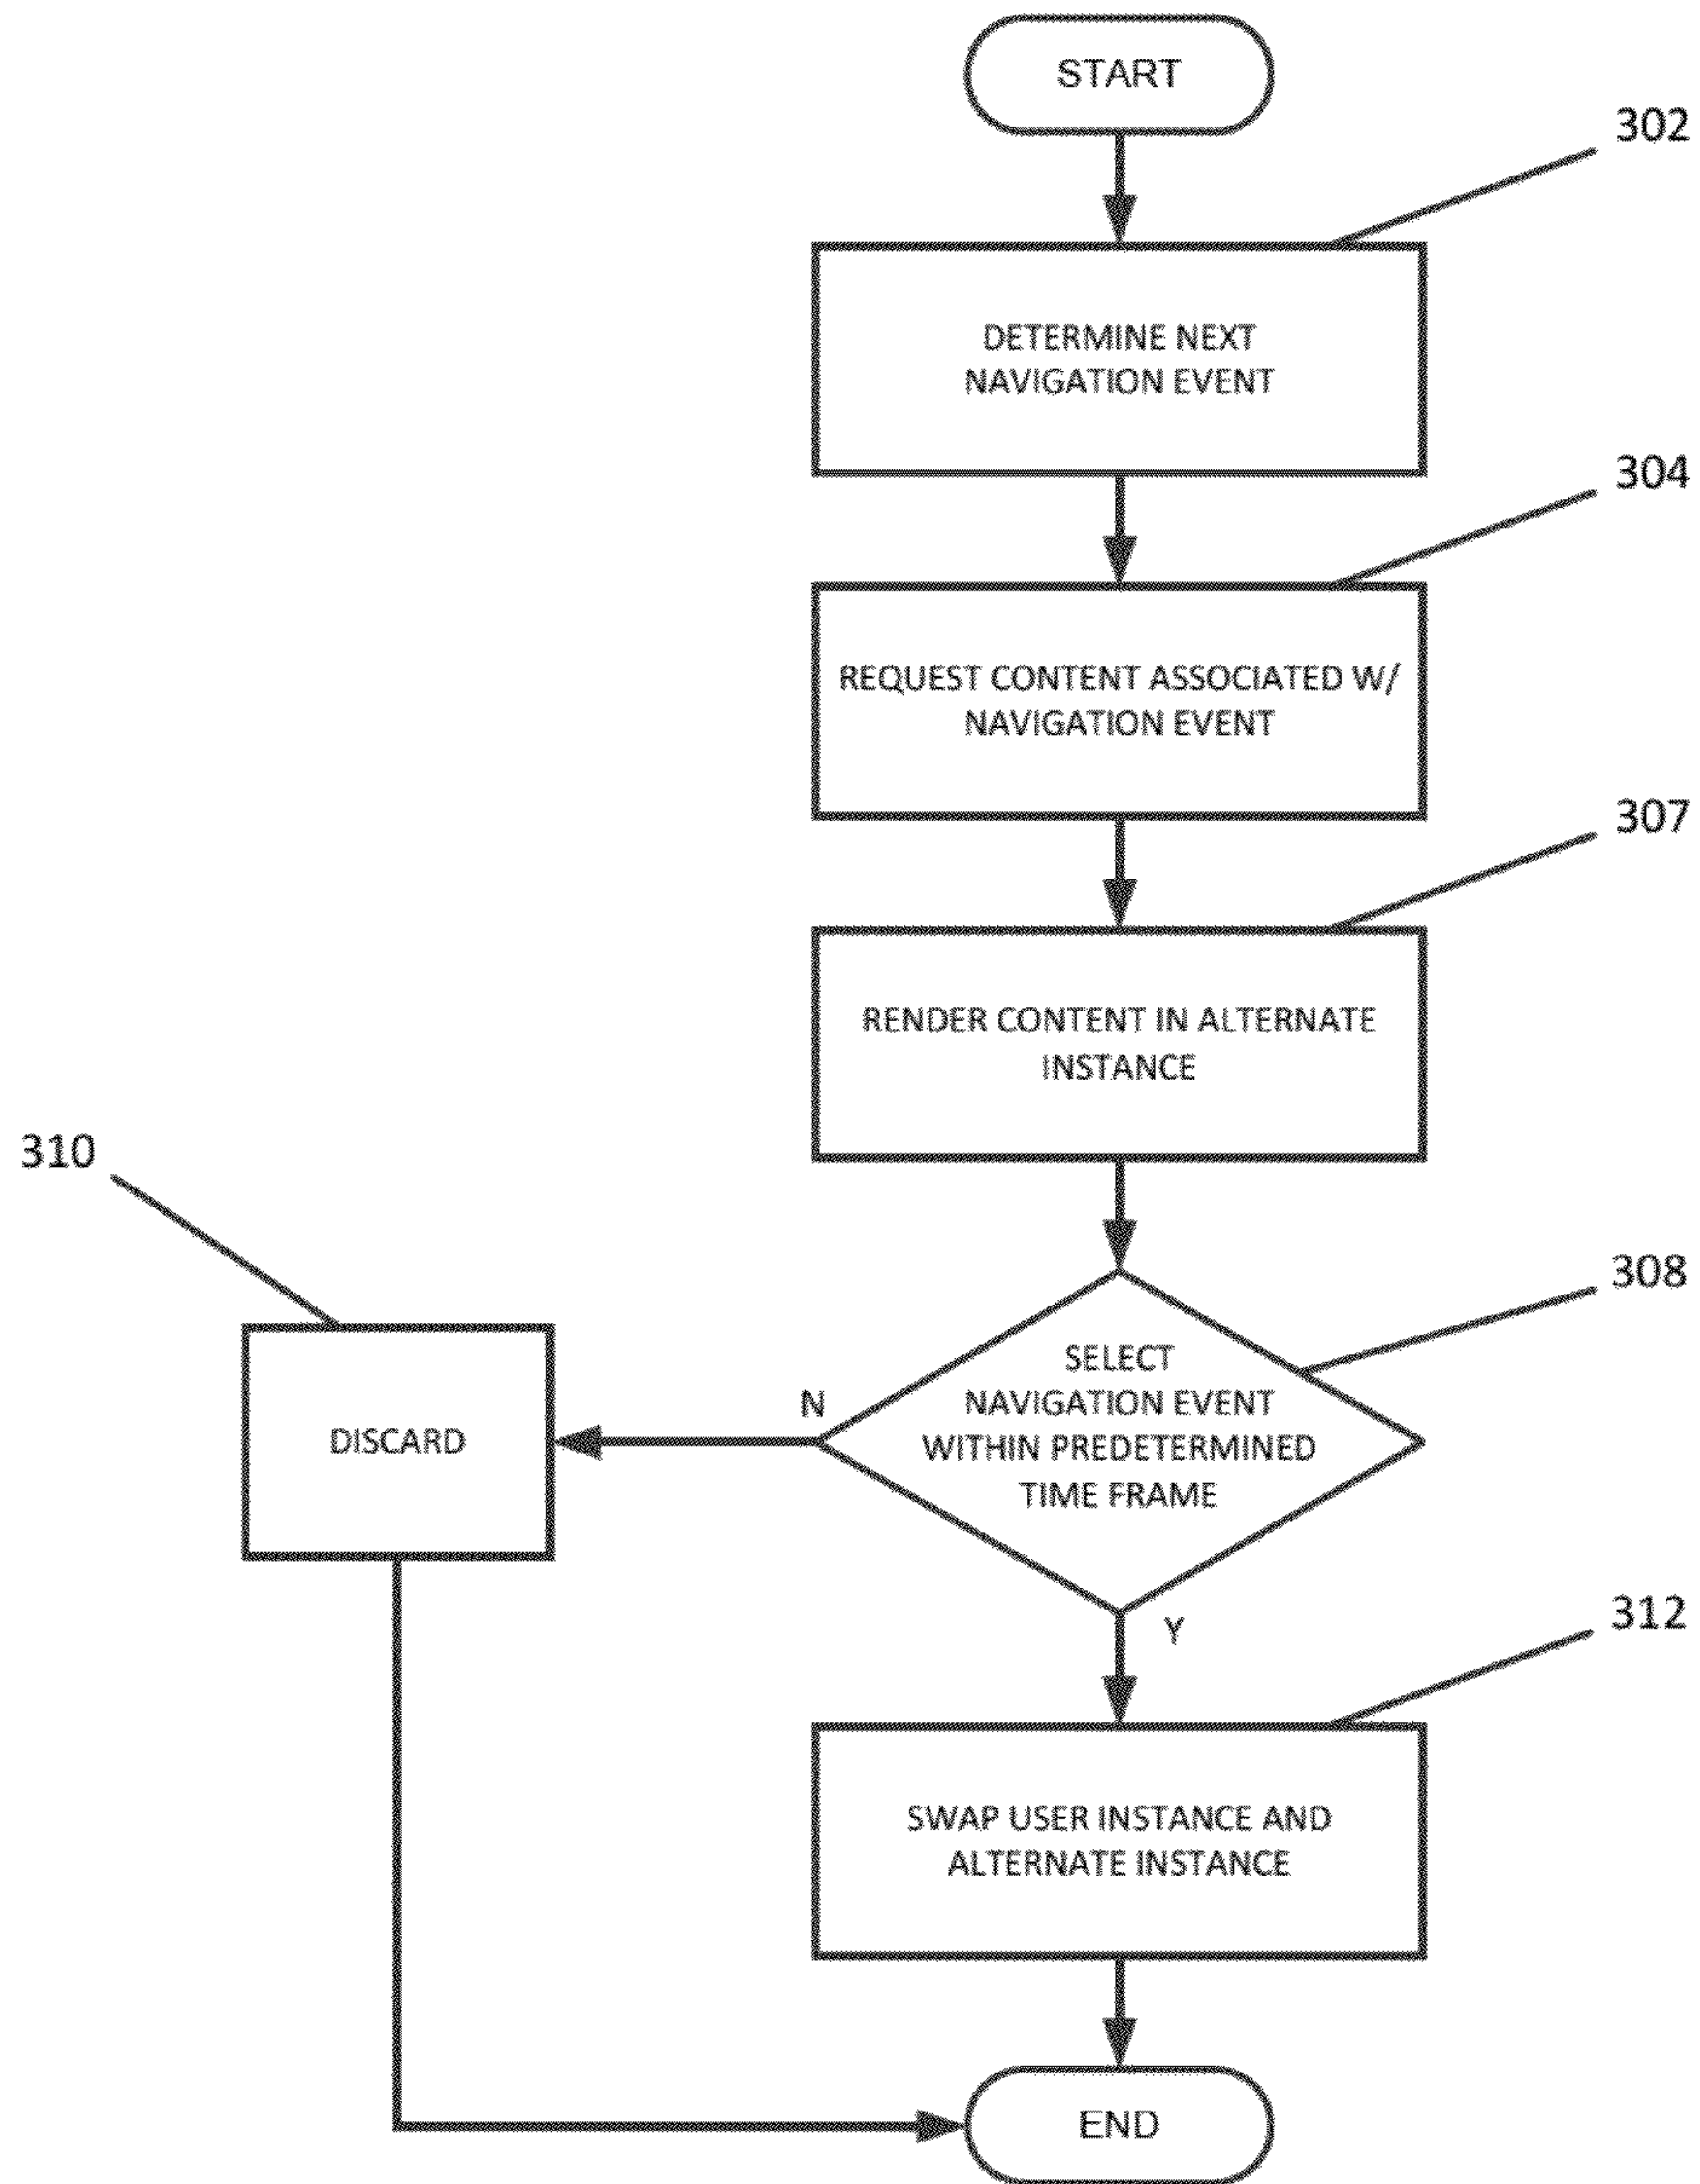 START
302
DETERMINE NEXT
NAVIGATION EVENT
304
REQUEST CONTENT ASSOCIATED W/
NAVIGATION EVENT
307
RENDER CONTENT IN ALTERNATE
INSTANCE
310
308
SELECT
NAVIGATION EVENT
WITHIN PREDETERMINED
TIME FRAME
N
DISCARD
Y
312
SWAP USER INSTANCE AND
ALTERNATE INSTANCE
END